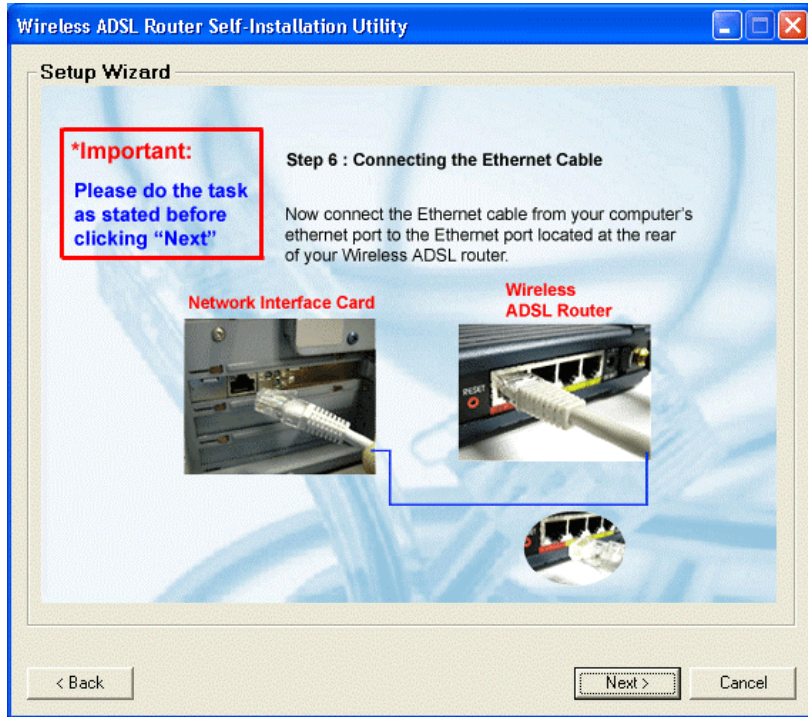 Wireless ADSL Router Self-Installation Utility
Setup Wizard
*Important:
Please do the task
as stated before
clicking “Next”
Step 6 : Connecting the Ethernet Cable
Now connect the Ethernet cable from your computer’s
ethernet port to the Ethernet port located at the rear
of your Wireless ADSL router.
Network Interface Card
Wireless
ADSL Router
RESET
< Back
Next >
Cancel